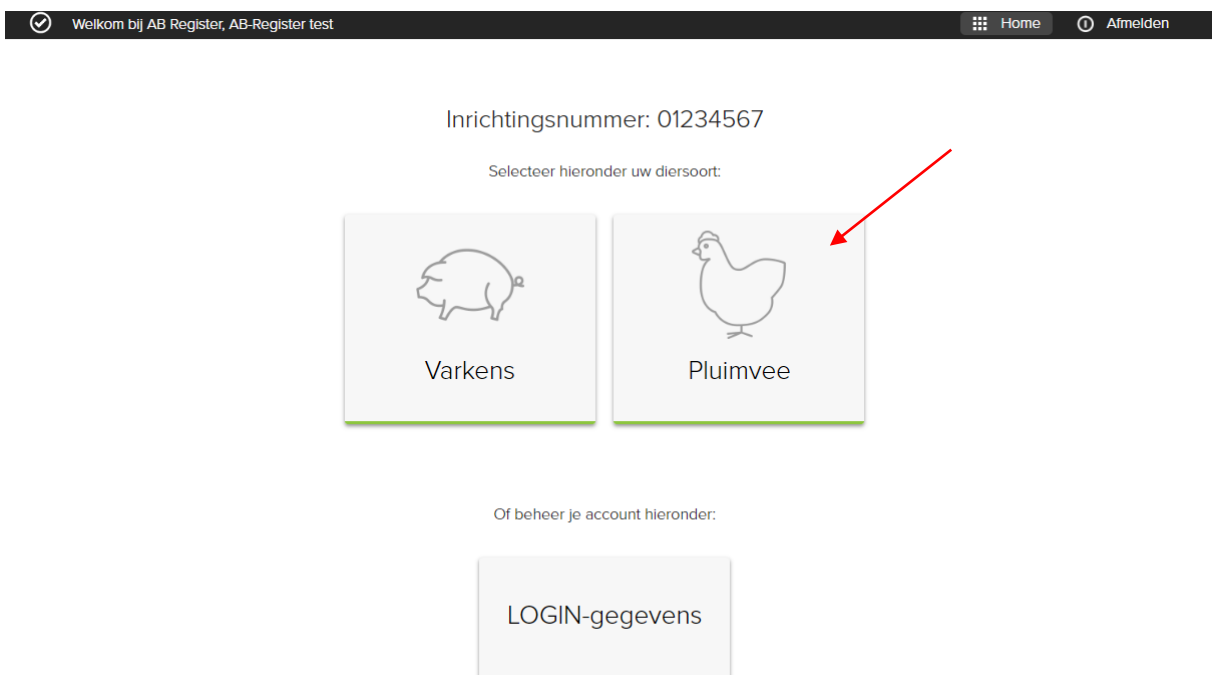 Welkom bij AB Register, AB-Register test Home Afmelden
Inrichtingsnummer: 01234567
Selecteer hieronder uw diersoort:
Varkens Pluimvee
Of beheer je account hieronder:
LOGIN-gegevens